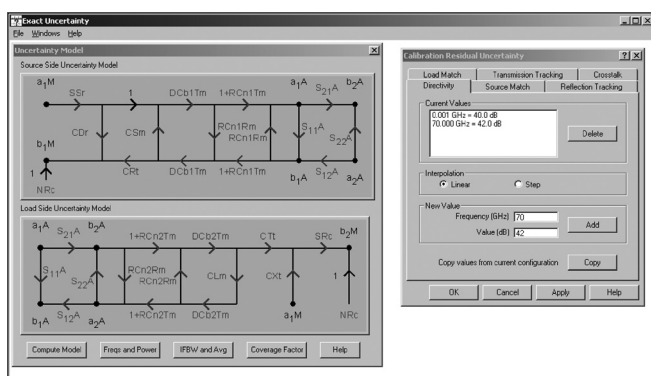 Exact Uncertainty
File Windows Help
Uncertainty Model
Source Side Uncertainty Model
a1M SSr 1 DCb1Tm 1+RCn1Tm a1A S21A b2A
CDr CSm RCn1Rm RCn1Rm S11A S22A
b1M CRt DCb1Tm 1+RCn1Tm b1A S12A a2A
1
NRc
Load Side Uncertainty Model
a1A S21A b2A 1+RCn2Tm DCb2Tm CTt SRc b2M
S11A S22A RCn2Rm RCn2Rm CLm CXt 1
b1A S12A a2A 1+RCn2Tm DCb2Tm a1M NRc
Compute Model Freqs and Power IFBW and Avg Coverage Factor Help
Calibration Residual Uncertainty
Load Match Transmission Tracking Crosstalk
Directivity Source Match Reflection Tracking
Current Values
0.001 GHz = 40.0 dB
70.000 GHz = 42.0 dB
Delete
Interpolation
Linear Step
New Value
Frequency (GHz) 70
Value (dB) 42
Add
Copy values from current configuration Copy
OK Cancel Apply Help